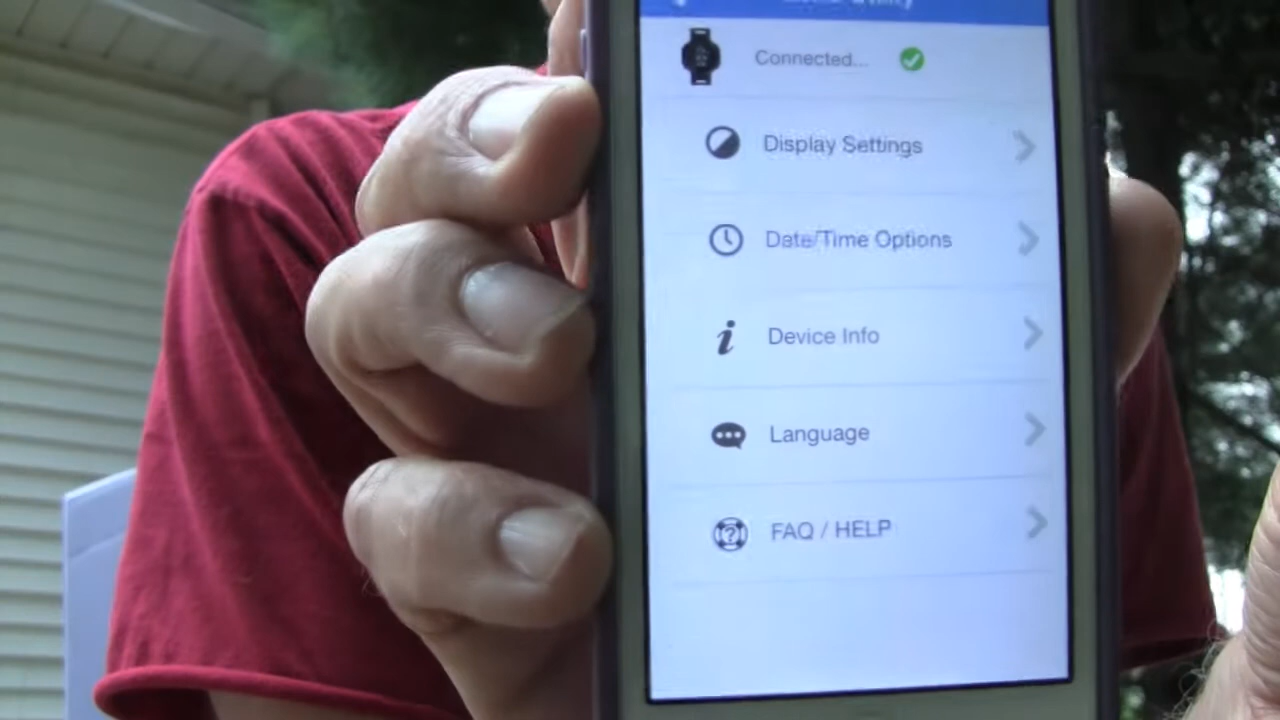 Connected...
Display Settings
Date/Time Options
Device Info
Language
FAQ / HELP